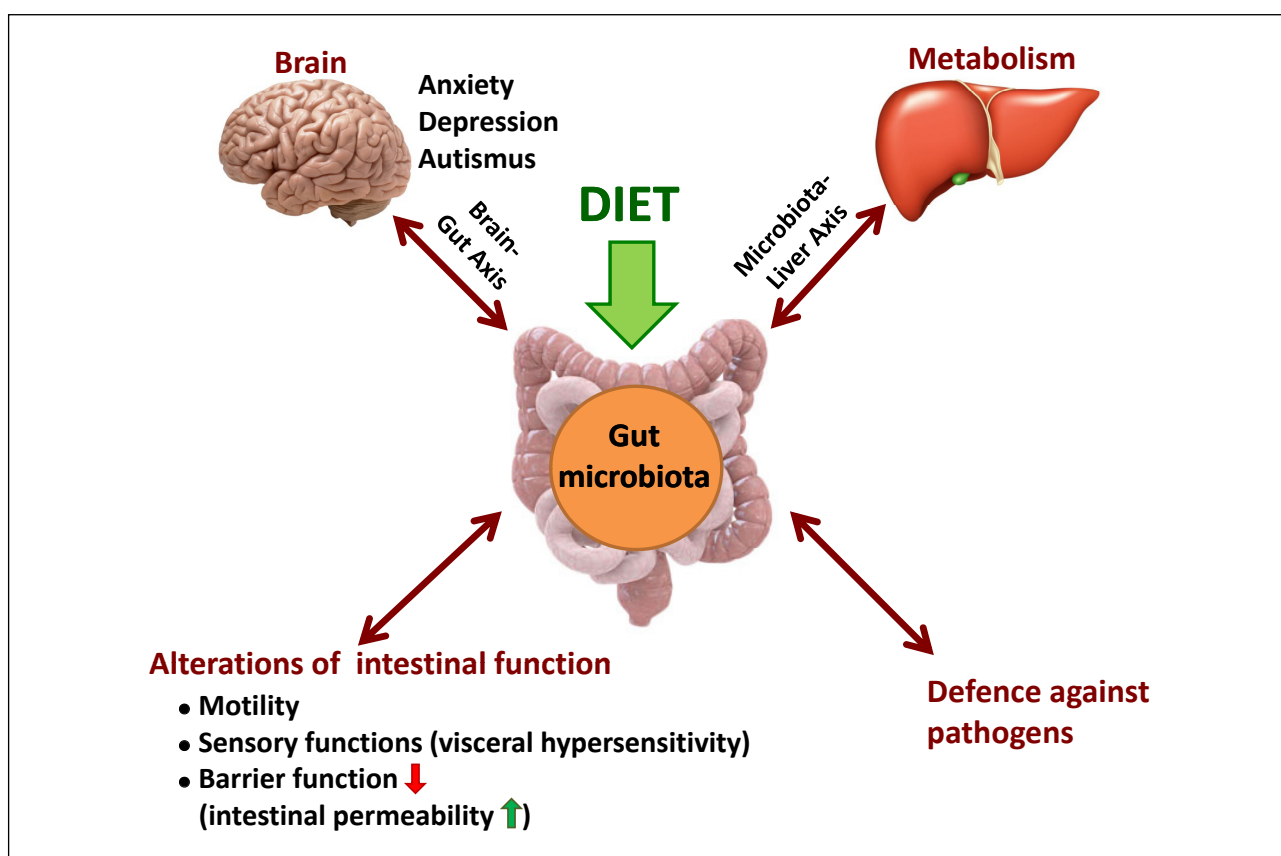 Brain
Anxiety
Depression
Autismus
Metabolism
DIET
Brain-
Gut Axis
Microbiota-
Liver Axis
Gut
microbiota
Alterations of intestinal function
• Motility
• Sensory functions (visceral hypersensitivity)
• Barrier function ↓
(intestinal permeability ↑)
Defence against
pathogens